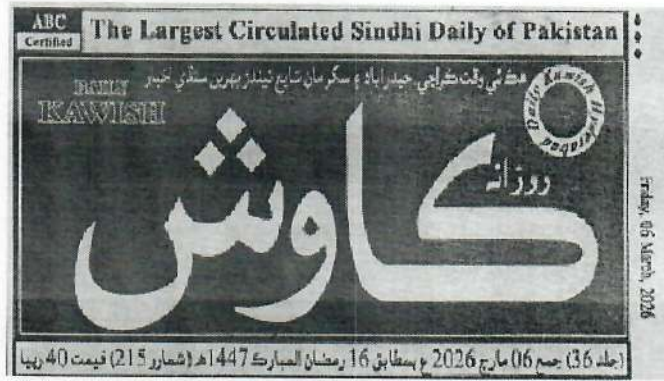 ABC
Certified
The Largest Circulated Sindhi Daily of Pakistan
هڪ ئي وقت ڪراچي، حيدرآباد ۽ سکر مان شايع ٿيندڙ پهرين سنڌي اخبار
DAILY
KAWISH
Daily Kawish Hyderabad
روزانه
ڪاوش
Friday, 06 March, 2026
(جلد 36) جمع 06 مارچ 2026ع بمطابق 16 رمضان المبارڪ 1447ھ (شمارو 215) قيمت 40 رپيا